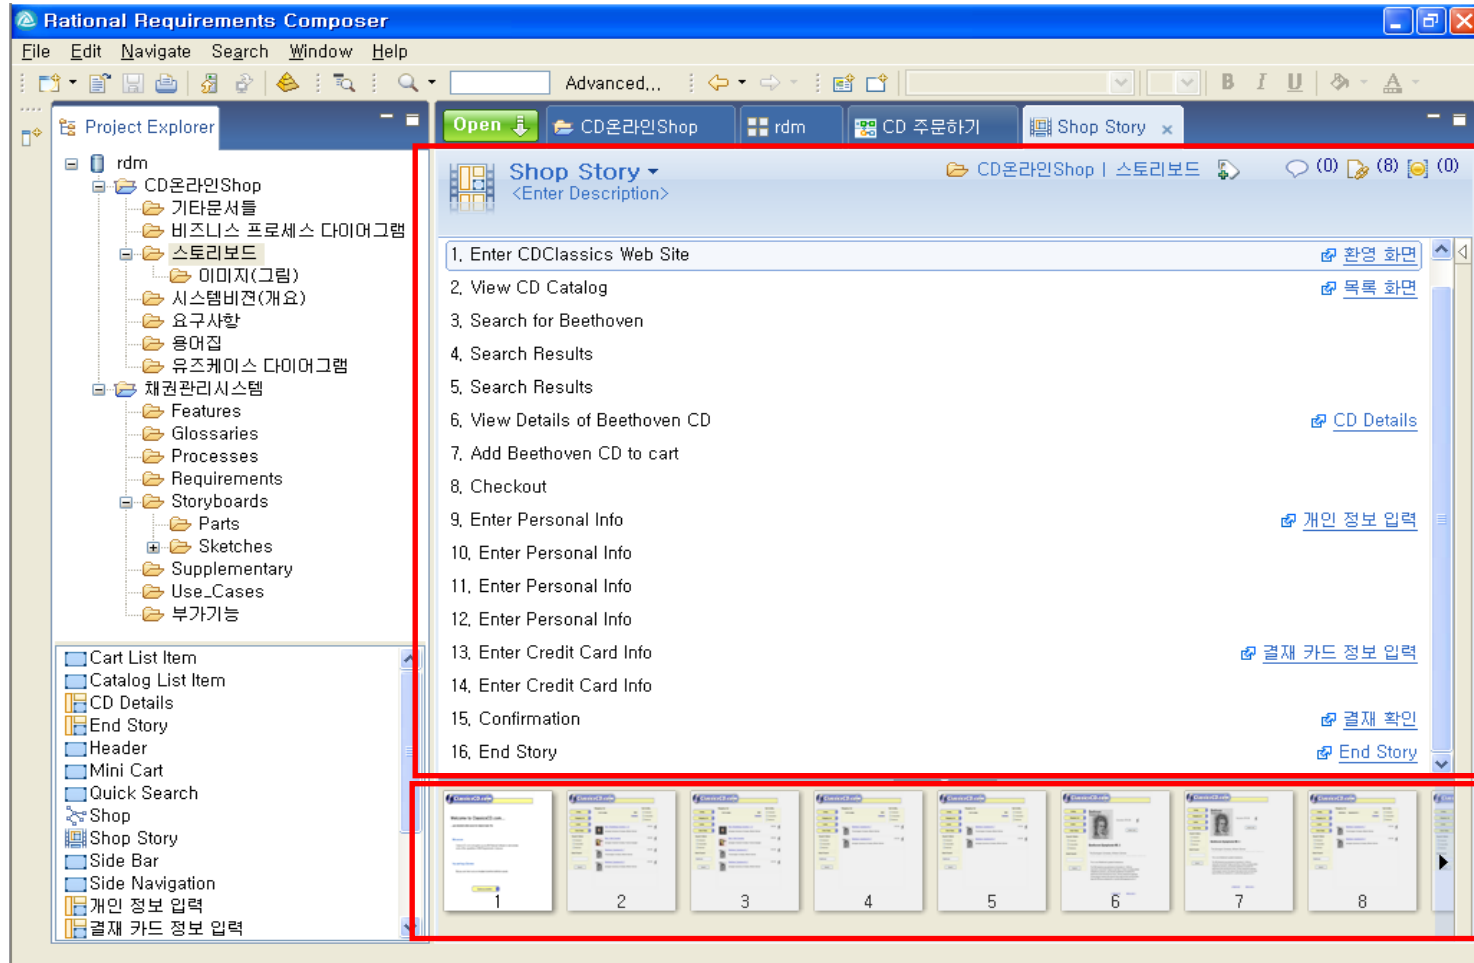 Rational Requirements Composer
File Edit Navigate Search Window Help
Advanced... B I U A
Project Explorer
Open CD온라인Shop rdm CD 주문하기 Shop Story
rdm
CD온라인Shop
기타문서들
비즈니스 프로세스 다이어그램
스토리보드
이미지(그림)
시스템비젼(개요)
요구사항
용어집
유즈케이스 다이어그램
채권관리시스템
Features
Glossaries
Processes
Requirements
Storyboards
Parts
Sketches
Supplementary
Use_Cases
부가기능
Cart List Item
Catalog List Item
CD Details
End Story
Header
Mini Cart
Quick Search
Shop
Shop Story
Side Bar
Side Navigation
개인 정보 입력
결재 카드 정보 입력
Shop Story CD온라인Shop | 스토리보드 (0) (8) (0)
<Enter Description>
1. Enter CDClassics Web Site 환영 화면
2. View CD Catalog 목록 화면
3. Search for Beethoven
4. Search Results
5. Search Results
6. View Details of Beethoven CD CD Details
7. Add Beethoven CD to cart
8. Checkout
9. Enter Personal Info 개인 정보 입력
10. Enter Personal Info
11. Enter Personal Info
12. Enter Personal Info
13. Enter Credit Card Info 결재 카드 정보 입력
14. Enter Credit Card Info
15. Confirmation 결재 확인
16. End Story End Story
1 2 3 4 5 6 7 8